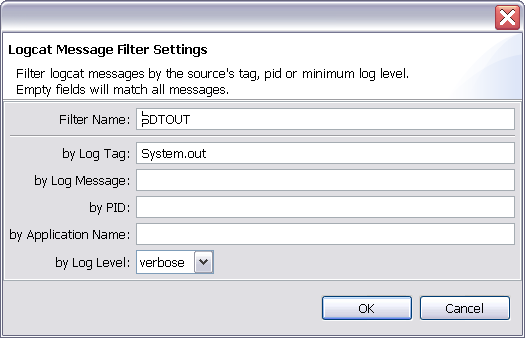 Logcat Message Filter Settings
Filter logcat messages by the source's tag, pid or minimum log level.
Empty fields will match all messages.
Filter Name:
by Log Tag: System.out
by Log Message:
by PID:
by Application Name:
by Log Level: verbose
OK Cancel